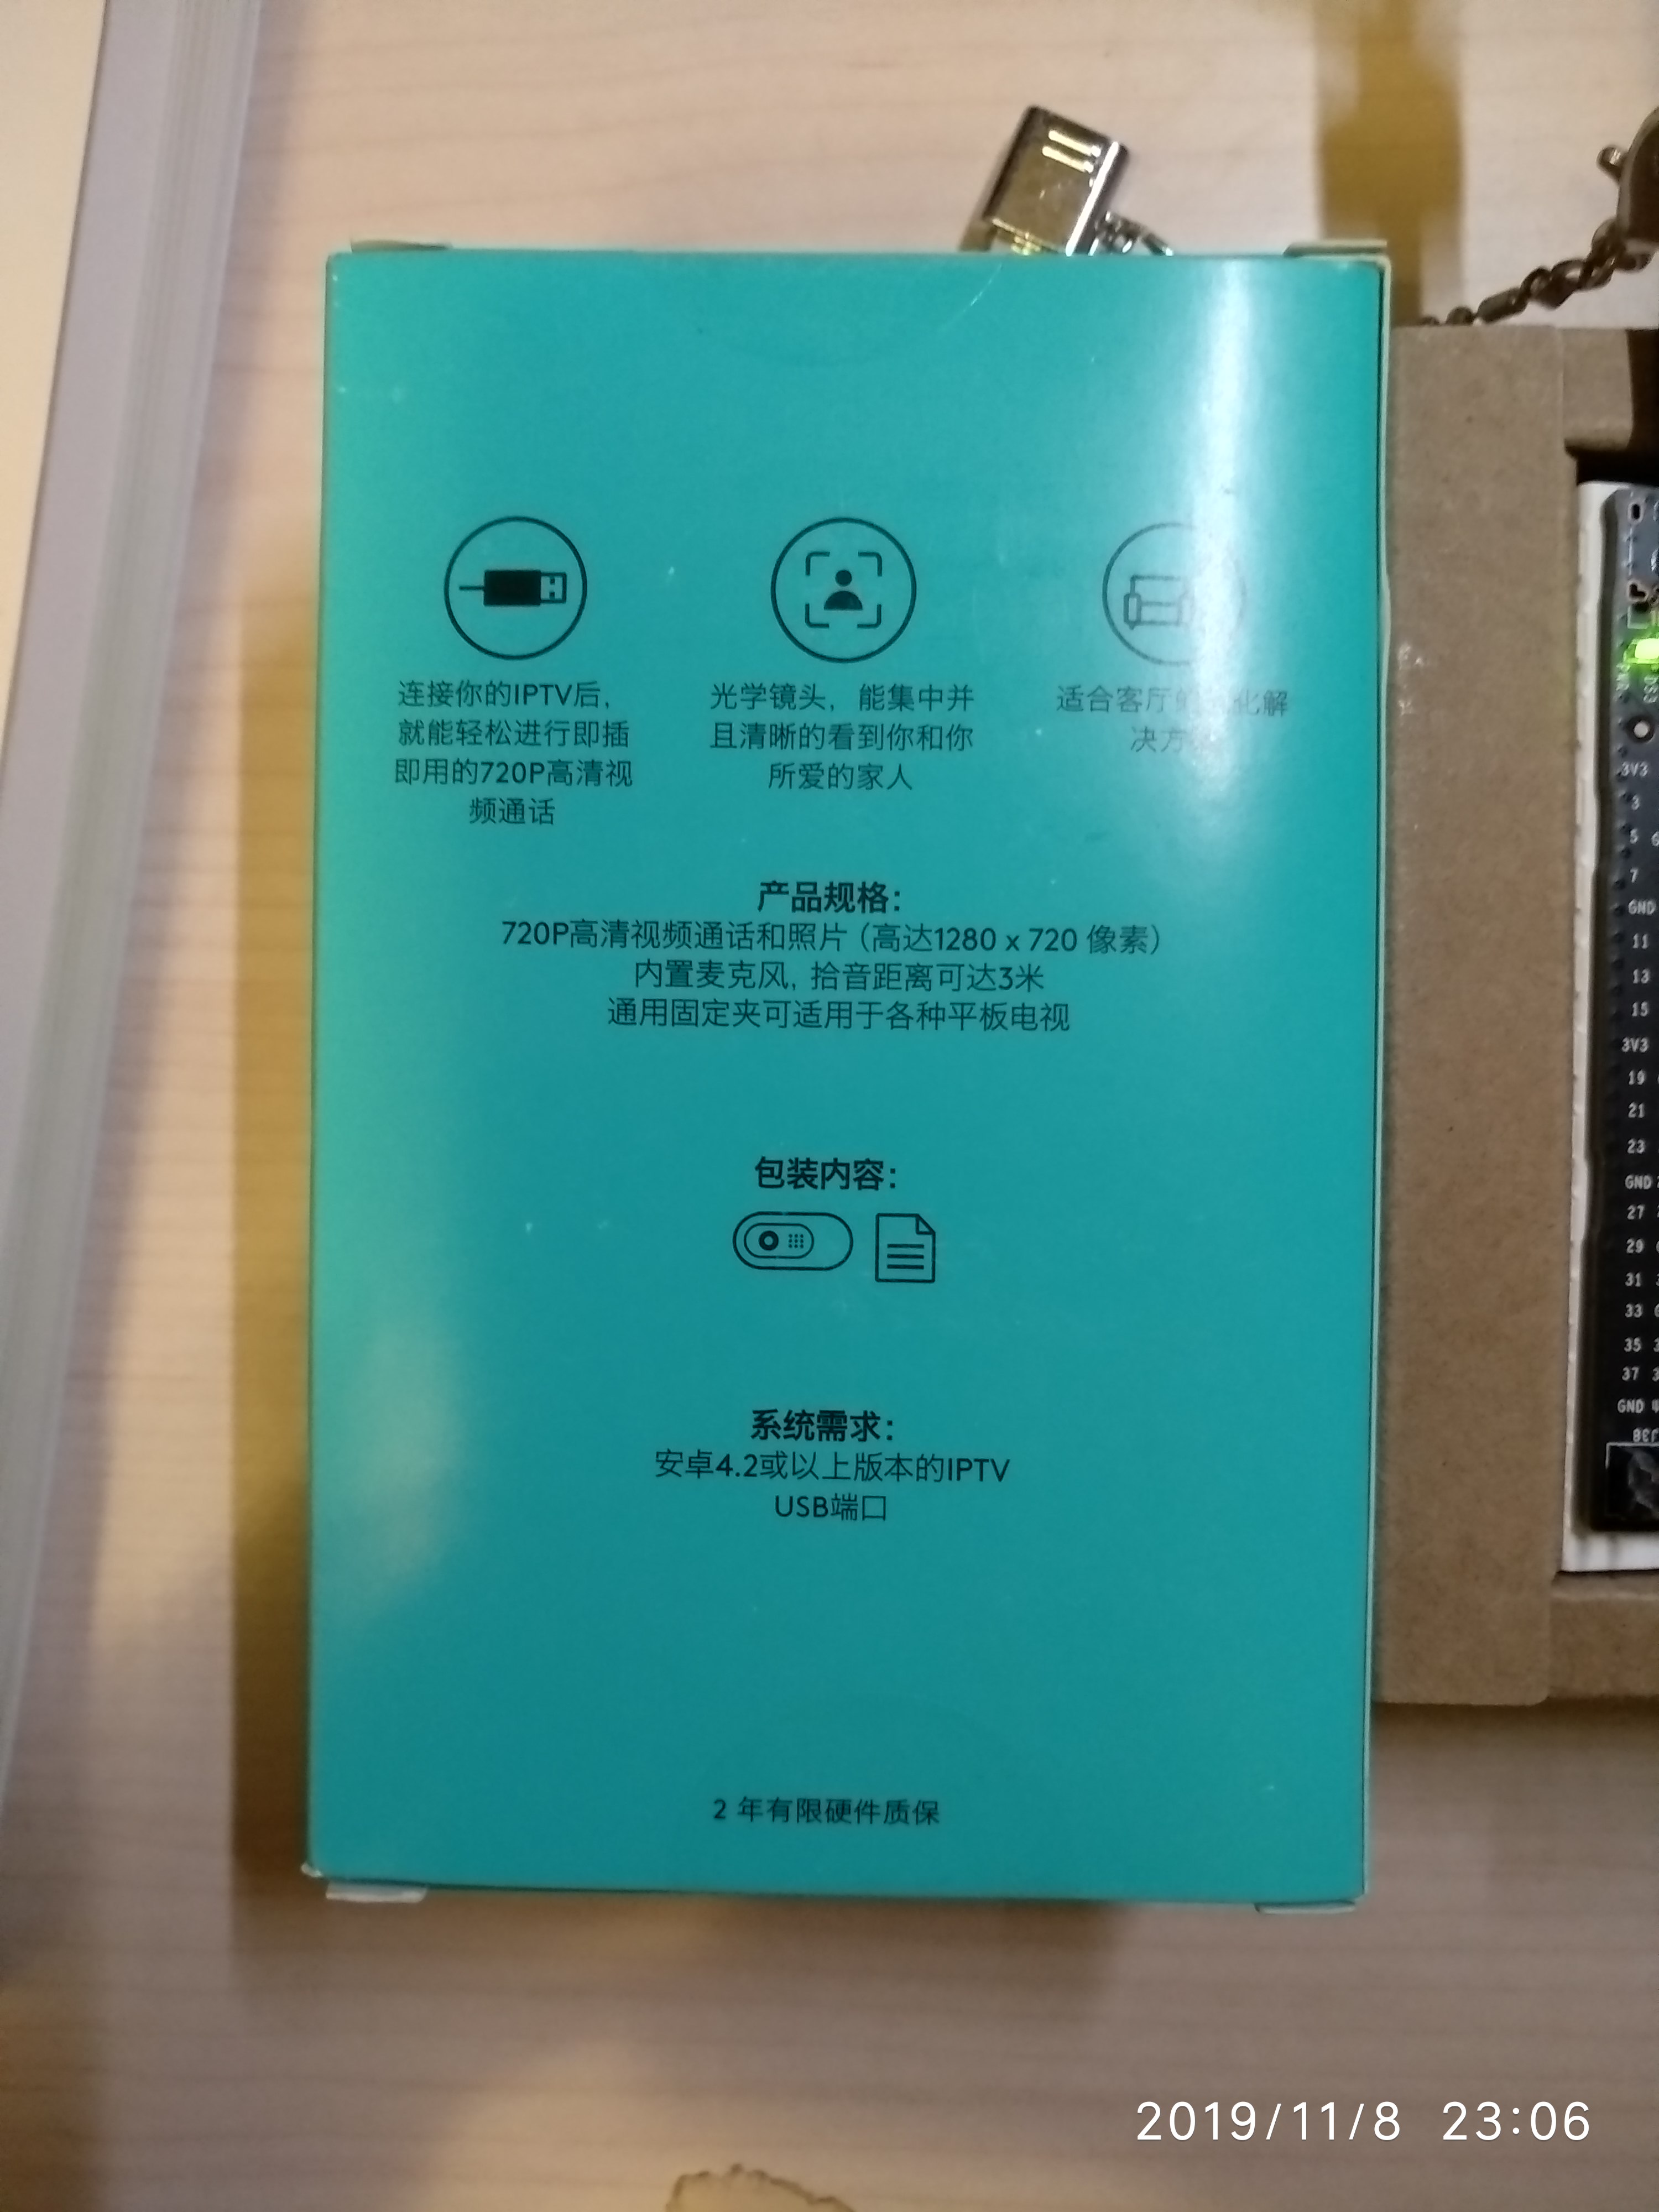 连接你的IPTV后,
就能轻松进行即插
即用的720P高清视
频通话
光学镜头，能集中并
且清晰的看到你和你
所爱的家人
适合客厅的 化解
决方
产品规格:
720P高清视频通话和照片（高达1280 x 720 像素）
内置麦克风, 拾音距离可达3米
通用固定夹可适用于各种平板电视
包装内容:
系统需求:
安卓4.2或以上版本的IPTV
USB端口
2 年有限硬件质保
3V3
3
5
7
GND
11
13
15
3V3
19
21
23
GND
27
29
31
33
35
37
GND
J38
2019/11/8 23:06